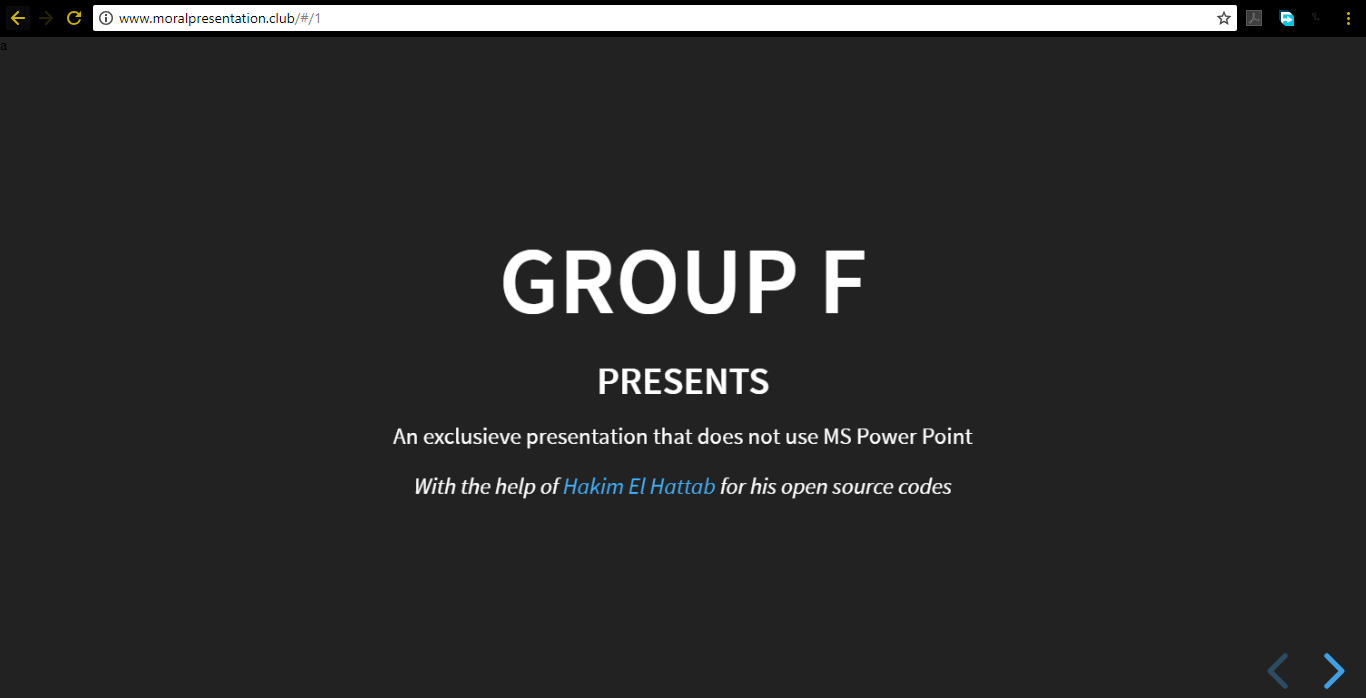 www.moralpresentation.club/#/1
a
GROUP F
PRESENTS
An exclusieve presentation that does not use MS Power Point
With the help of Hakim El Hattab for his open source codes